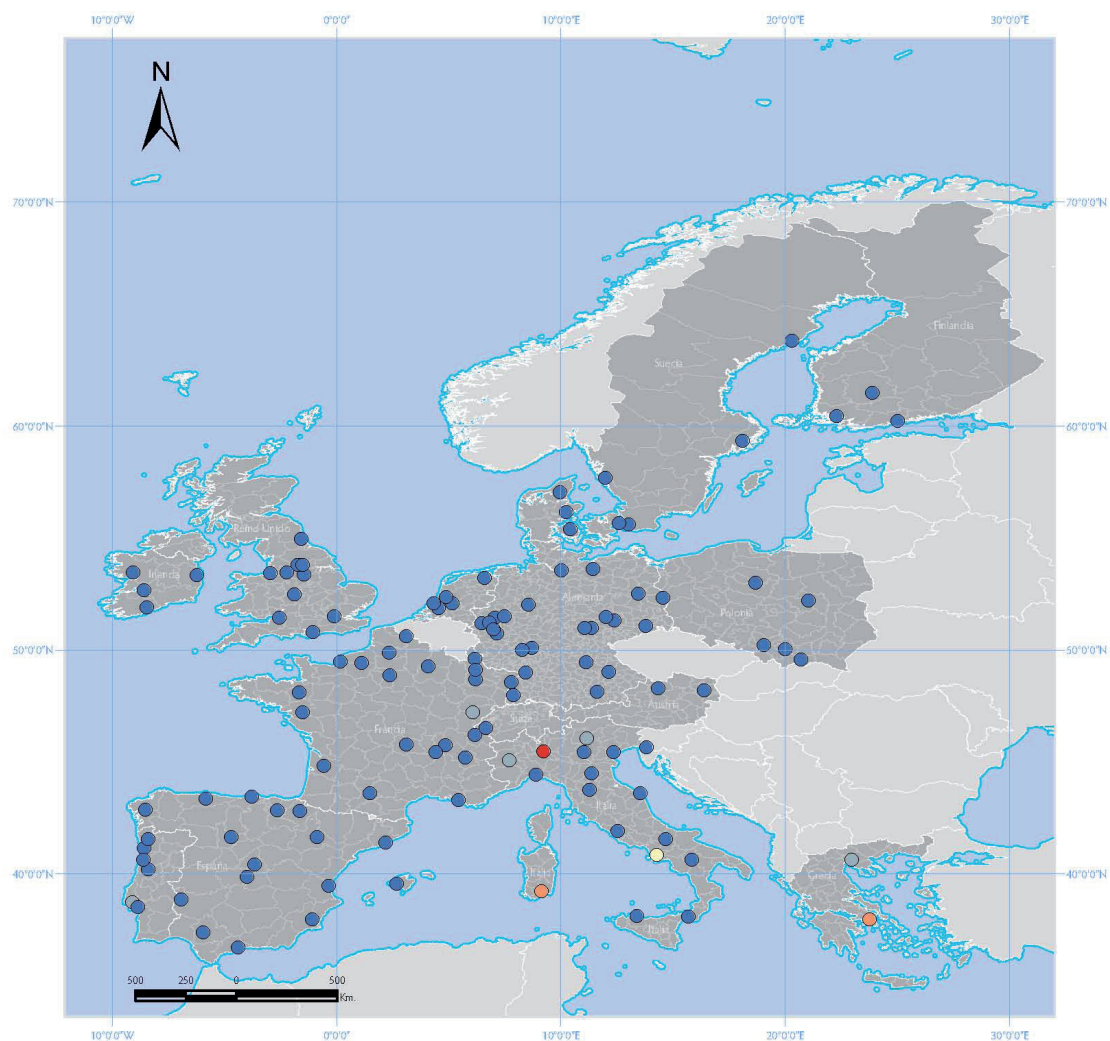 10°0'0"W 0°0'0" 10°0'0"E 20°0'0"E 30°0'0"E
N
70°0'0"N 70°0'0"N
Finlandia
Suecia
60°0'0"N 60°0'0"N
Reino Unido
Irlanda
Alemania
Polonia
50°0'0"N 50°0'0"N
Austria
Suiza
Francia
Italia
España
Italia
Grecia
40°0'0"N 40°0'0"N
Italia
500 250 0 500
Km.
10°0'0"W 0°0'0" 10°0'0"E 20°0'0"E 30°0'0"E